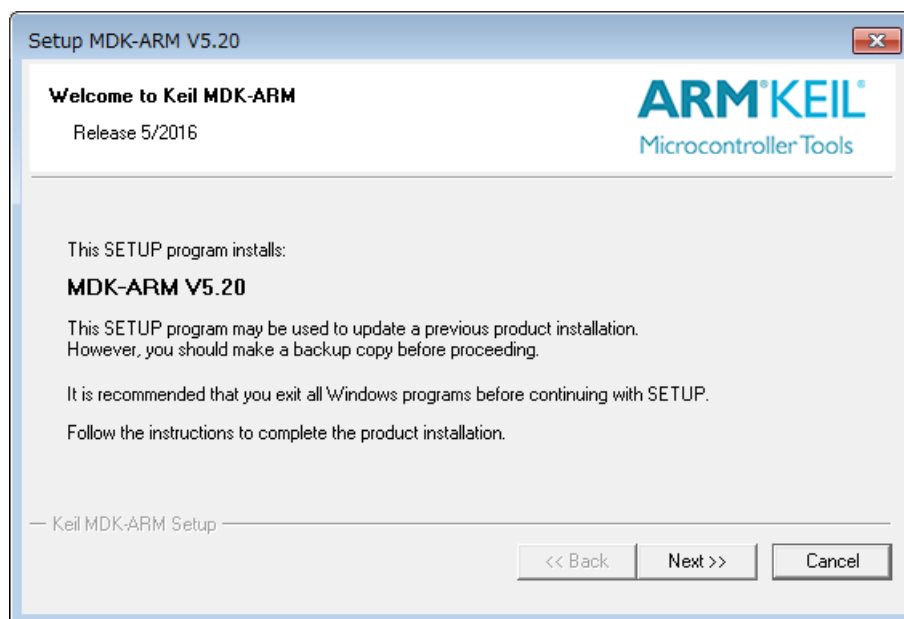 Setup MDK-ARM V5.20
Welcome to Keil MDK-ARM
Release 5/2016
ARM®KEIL®
Microcontroller Tools
This SETUP program installs:
MDK-ARM V5.20
This SETUP program may be used to update a previous product installation.
However, you should make a backup copy before proceeding.
It is recommended that you exit all Windows programs before continuing with SETUP.
Follow the instructions to complete the product installation.
Keil MDK-ARM Setup
<< Back Next >> Cancel